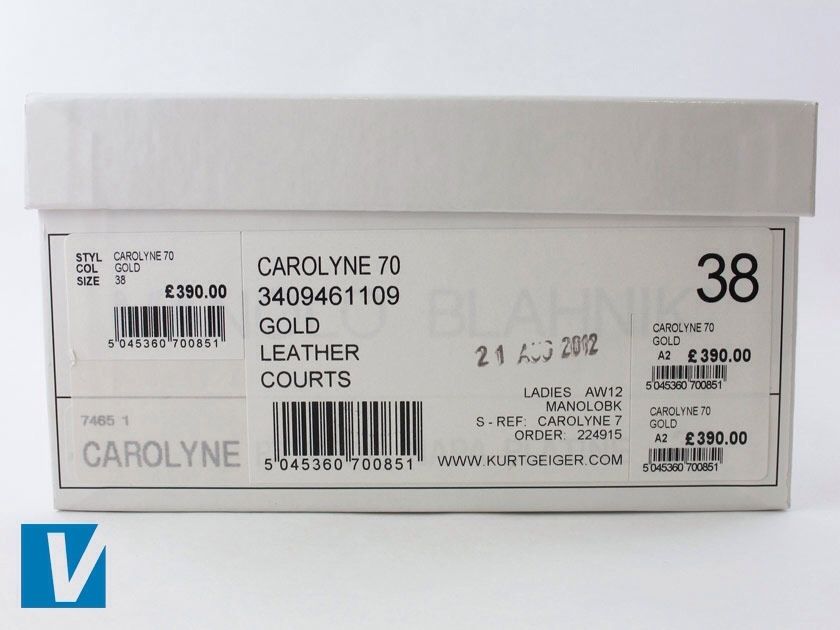 STYL CAROLYNE 70
COL GOLD
SIZE 38
£390.00
5 045360 700851
7465 1
CAROLYNE
MANOLO BLAHNIK
CAROLYNE 70
3409461109
GOLD
LEATHER
COURTS
5 045360 700851
38
21 AUG 2012
LADIES AW12
MANOLOBK
S - REF: CAROLYNE 7
ORDER: 224915
WWW.KURTGEIGER.COM
CAROLYNE 70
GOLD
A2 £390.00
5 045360 700851
CAROLYNE 70
GOLD
A2 £390.00
5 045360 700851
V